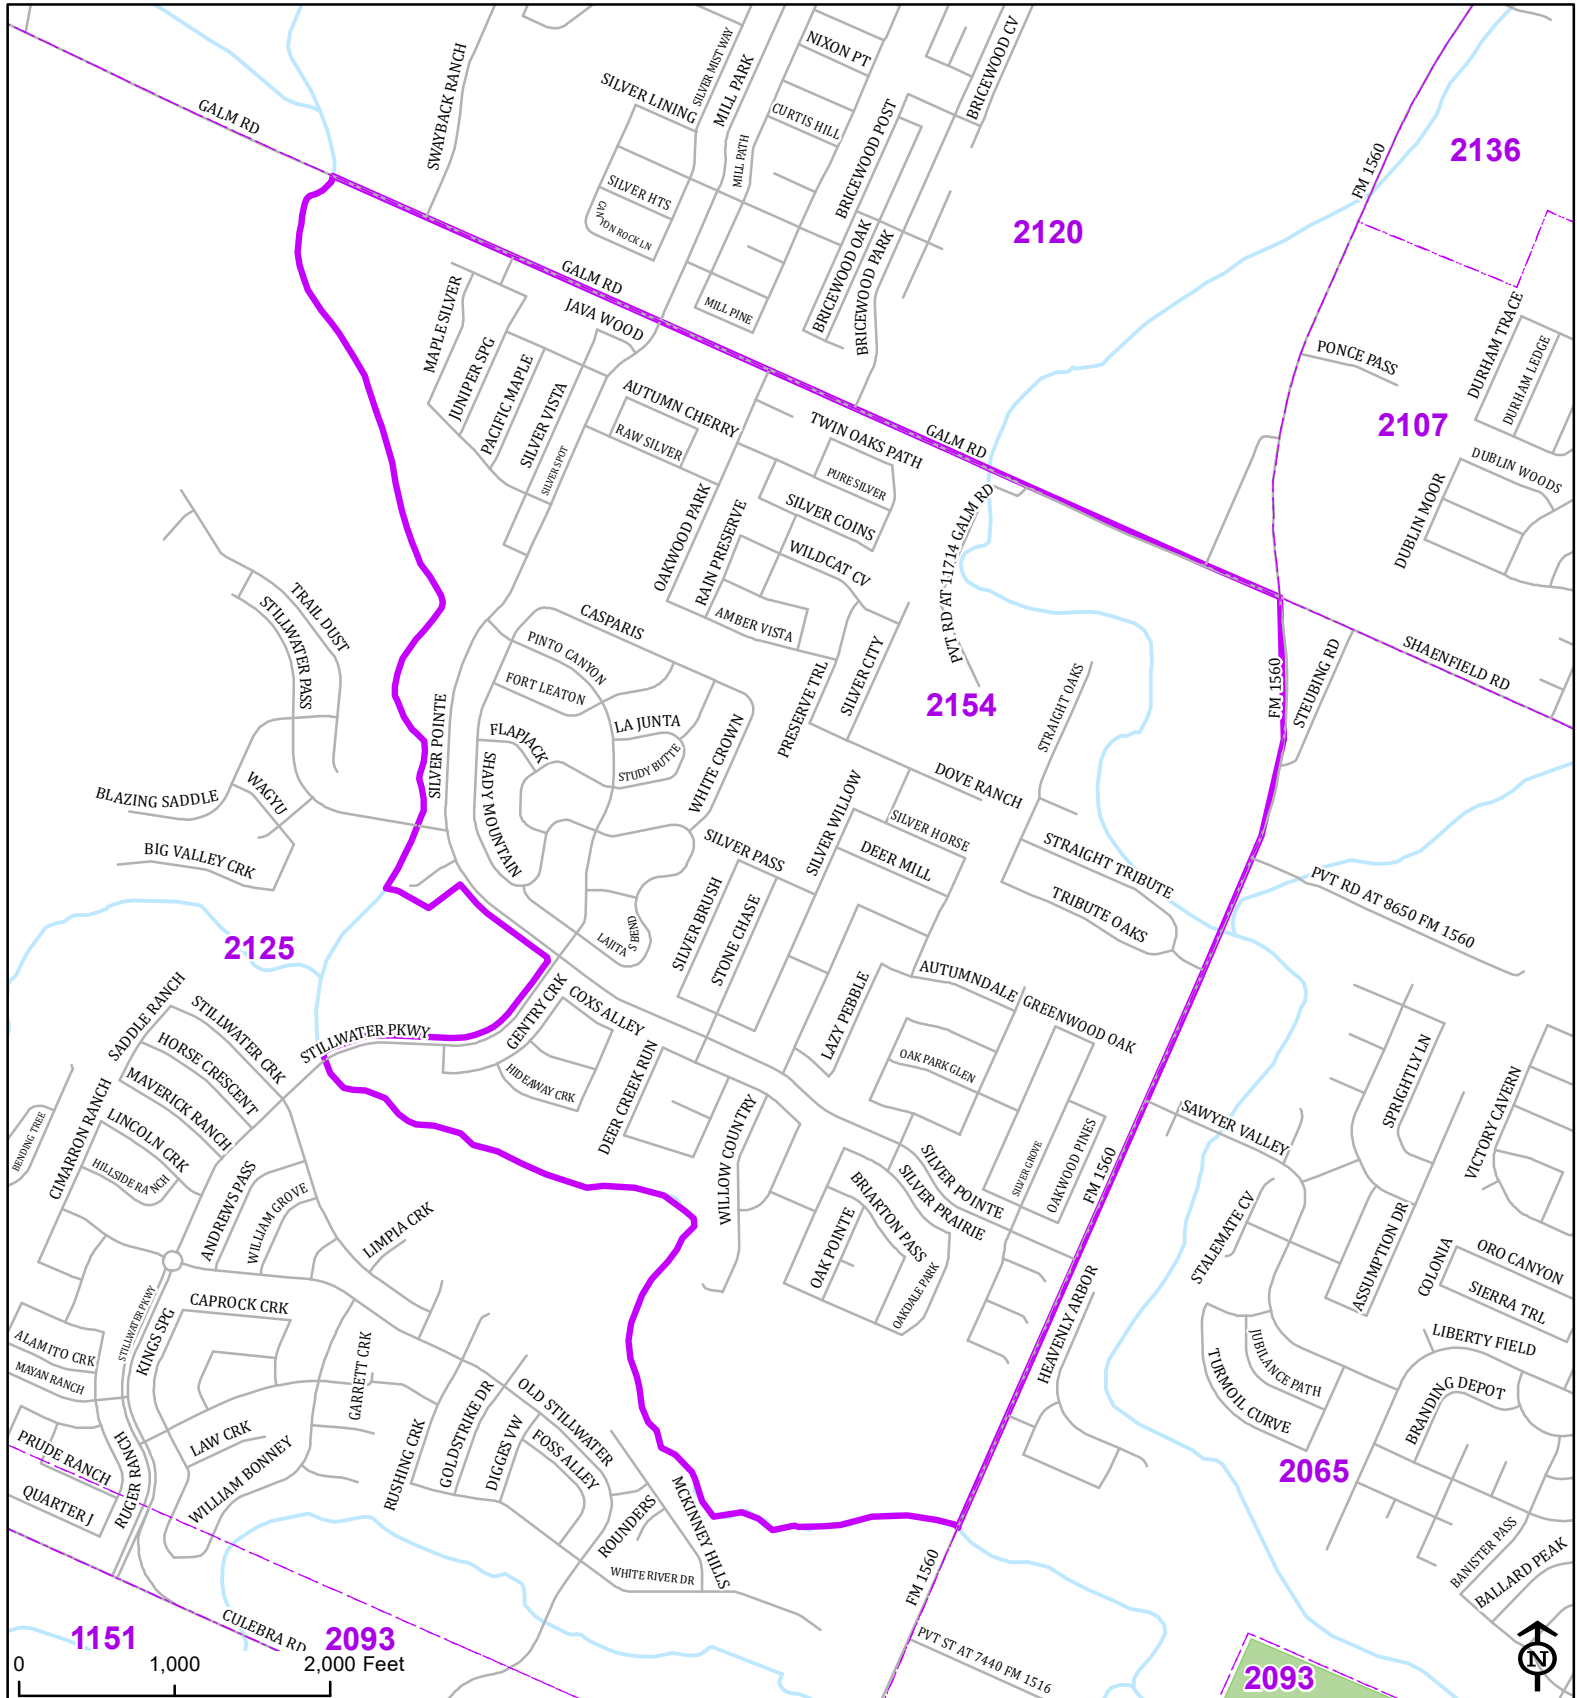 GALM RD
SWAYBACK RANCH
SILVER LINING
SILVER MIST WAY
MILL PARK
NIXON PT
CURTIS HILL
MILL PATH
BRICEWOOD CV
BRICEWOOD POST
SILVER HTS
CANYON ROCK LN
BRICEWOOD OAK
BRICEWOOD PARK
MILL PINE
2120
FM 1560
2136
GALM RD
JAVA WOOD
MAPLE SILVER
JUNIPER SPG
PACIFIC MAPLE
SILVER VISTA
SILVER SPOT
AUTUMN CHERRY
RAW SILVER
TWIN OAKS PATH
GALM RD
PURE SILVER
SILVER COINS
PONCE PASS
DURHAM TRACE
DURHAM LEDGE
2107
DUBLIN WOODS
DUBLIN MOOR
OAKWOOD PARK
RAIN PRESERVE
WILDCAT CV
AMBER VISTA
PVT RD AT 11714 GALM RD
TRAIL DUST
STILLWATER PASS
CASPARIS
PINTO CANYON
FORT LEATON
LA JUNTA
FLAPJACK
STUDY BUTTE
WHITE CROWN
SILVER POINTE
SHADY MOUNTAIN
PRESERVE TRL
SILVER CITY
2154
STRAIGHT OAKS
FM 1560
STEUBING RD
SHAENFIELD RD
BLAZING SADDLE
WAGYU
BIG VALLEY CRK
DOVE RANCH
SILVER WILLOW
SILVER HORSE
DEER MILL
SILVER PASS
STRAIGHT TRIBUTE
TRIBUTE OAKS
PVT RD AT 8650 FM 1560
SILVERBRUSH
STONE CHASE
LAJITA
S BEND
2125
SADDLE RANCH
STILLWATER CRK
HORSE CRESCENT
MAVERICK RANCH
LINCOLN CRK
HILLSIDE RANCH
CIMARRON RANCH
BENDING TREE
STILLWATER PKWY
GENTRY CRK
COXS ALLEY
HIDEAWAY CRK
DEER CREEK RUN
LAZY PEBBLE
AUTUMNDALE
GREENWOOD OAK
OAK PARK GLEN
SILVER GROVE
OAKWOOD PINES
FM 1560
SAWYER VALLEY
SPRIGHTLY LN
VICTORY CAVERN
ANDREWS PASS
WILLIAM GROVE
LIMPIA CRK
WILLOW COUNTRY
BRIARTON PASS
SILVER POINTE
SILVER PRAIRIE
OAK POINTE
OAKDALE PARK
STALEMATE CV
ASSUMPTION DR
COLONIA
ORO CANYON
SIERRA TRL
LIBERTY FIELD
HEAVENLY ARBOR
JUBILANCE PATH
TURMOIL CURVE
BRANDING DEPOT
STILLWATER PKWY
KINGS SPG
CAPROCK CRK
GARRETT CRK
ALAMITO CRK
MAYAN RANCH
PRUDE RANCH
QUARTER J
RUGER RANCH
LAW CRK
WILLIAM BONNEY
RUSHING CRK
GOLDSTRIKE DR
DIGGES VW
OLD STILLWATER
FOSS ALLEY
ROUNDERS
MCKINNEY HILLS
WHITE RIVER DR
2065
BANISTER PASS
BALLARD PEAK
FM 1560
PVT ST AT 7440 FM 1516
1151
CULEBRA RD
2093
2093
0 1,000 2,000 Feet
N